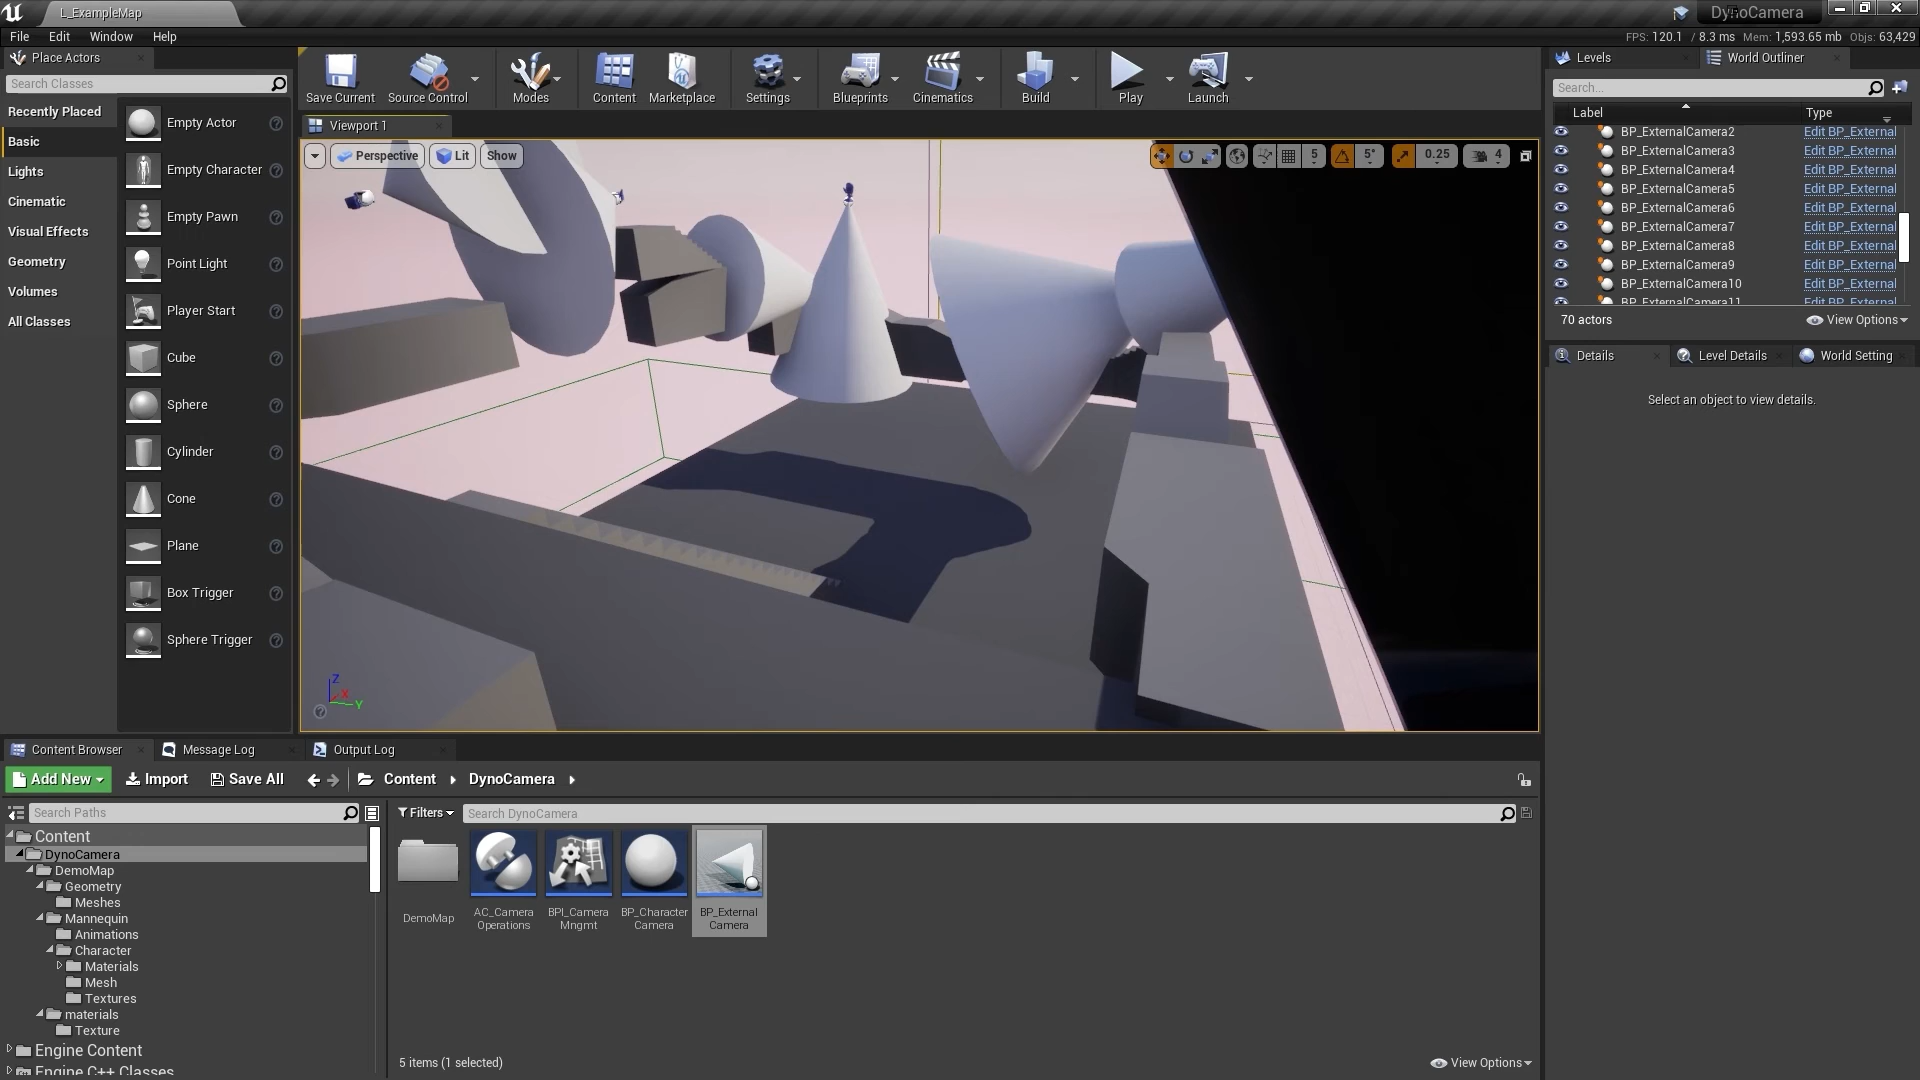 L_ExampleMap
DynoCamera
File Edit Window Help
FPS: 120.1 / 8.3 ms Mem: 1,593.65 mb Objs: 63,429
Place Actors
Search Classes
Recently Placed
Basic
Lights
Cinematic
Visual Effects
Geometry
Volumes
All Classes
Empty Actor
Empty Character
Empty Pawn
Point Light
Player Start
Cube
Sphere
Cylinder
Cone
Plane
Box Trigger
Sphere Trigger
Save Current
Source Control
Modes
Content
Marketplace
Settings
Blueprints
Cinematics
Build
Play
Launch
Viewport 1
Perspective
Lit
Show
5
5°
0.25
4
Z
X
Y
Levels
World Outliner
Search...
Label Type
BP_ExternalCamera2 Edit BP_External
BP_ExternalCamera3 Edit BP_External
BP_ExternalCamera4 Edit BP_External
BP_ExternalCamera5 Edit BP_External
BP_ExternalCamera6 Edit BP_External
BP_ExternalCamera7 Edit BP_External
BP_ExternalCamera8 Edit BP_External
BP_ExternalCamera9 Edit BP_External
BP_ExternalCamera10 Edit BP_External
BP_ExternalCamera11 Edit BP_External
70 actors
View Options
Details
Level Details
World Setting
Select an object to view details.
Content Browser
Message Log
Output Log
Add New
Import
Save All
Content
DynoCamera
Search Paths
Filters
Search DynoCamera
Content
DynoCamera
DemoMap
Geometry
Meshes
Mannequin
Animations
Character
Materials
Mesh
Textures
materials
Texture
Engine Content
Engine C++ Classes
DemoMap
AC_Camera
Operations
BPI_Camera
Mngmt
BP_Character
Camera
BP_External
Camera
5 items (1 selected)
View Options